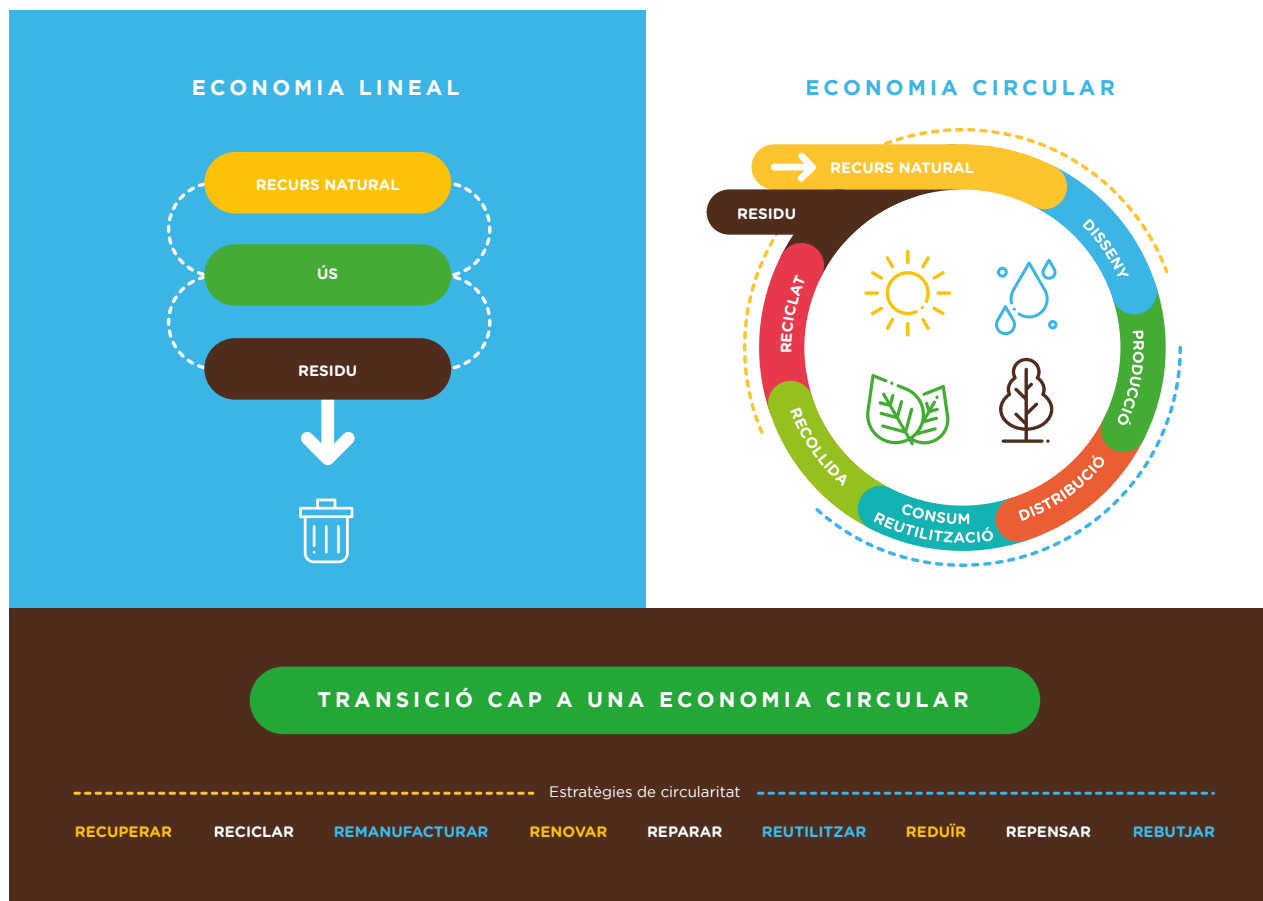 ECONOMIA LINEAL
RECURS NATURAL
ÚS
RESIDU
ECONOMIA CIRCULAR
RECURS NATURAL
RESIDU
DISSENY
PRODUCCIÓ
DISTRIBUCIÓ
CONSUM
REUTILITZACIÓ
RECOLLIDA
RECICLAT
TRANSICIÓ CAP A UNA ECONOMIA CIRCULAR
Estratègies de circularitat
RECUPERAR RECICLAR REMANUFACTURAR RENOVAR REPARAR REUTILITZAR REDUÏR REPENSAR REBUTJAR